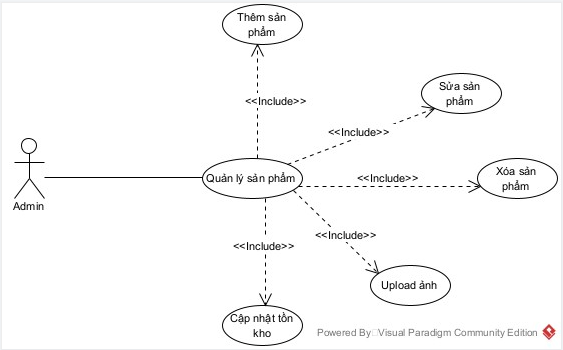 Thêm sản
phẩm
<<Include>>
Sửa sản
phẩm
<<Include>>
Admin
Quản lý sản phẩm
<<Include>>
Xóa sản
phẩm
<<Include>>
<<Include>>
Upload ảnh
Cập nhật tồn
kho
Powered By Visual Paradigm Community Edition